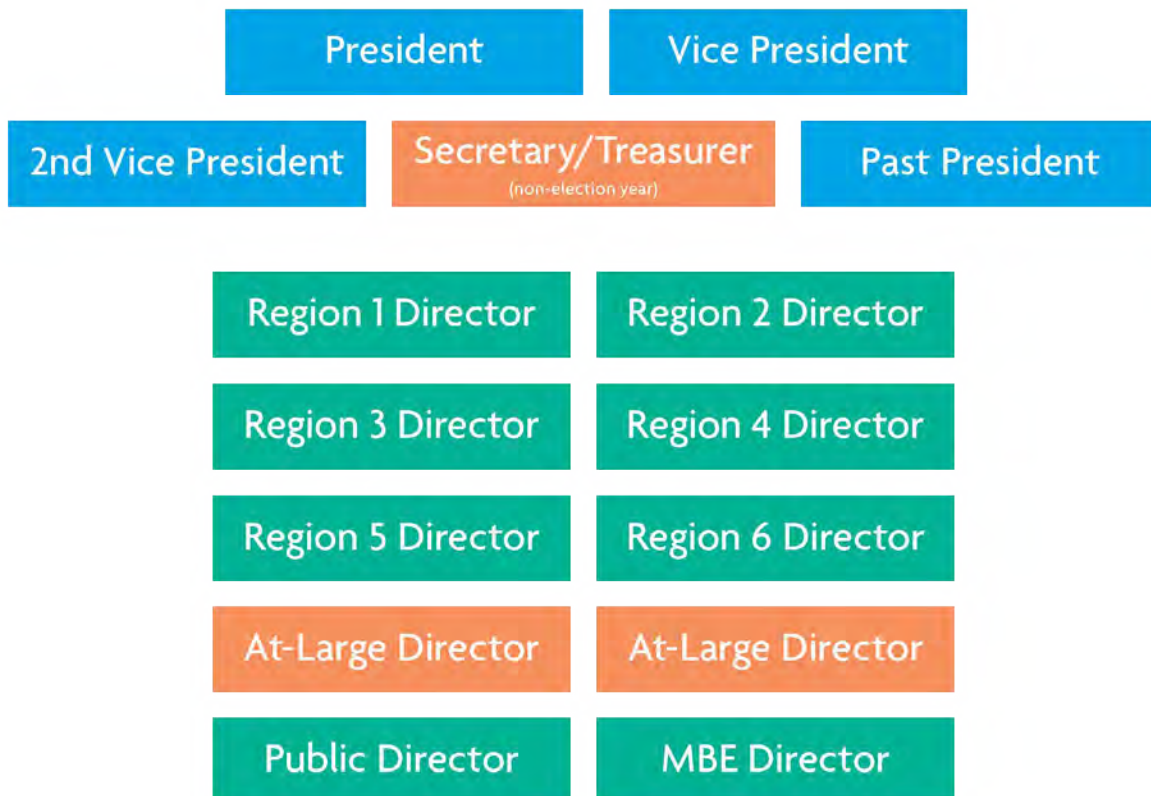 President
Vice President
2nd Vice President
Secretary/Treasurer
(non-election year)
Past President
Region 1 Director
Region 2 Director
Region 3 Director
Region 4 Director
Region 5 Director
Region 6 Director
At-Large Director
At-Large Director
Public Director
MBE Director